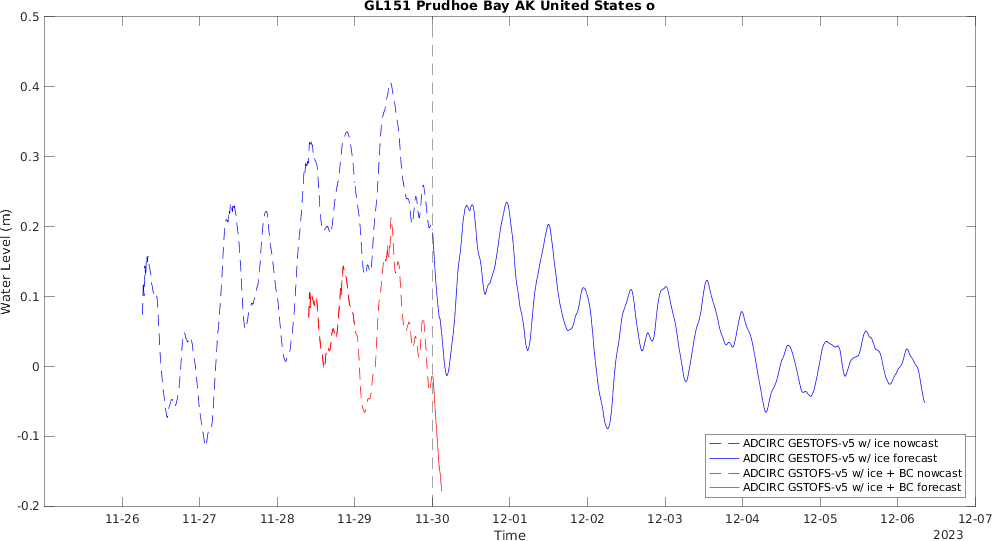 GL151 Prudhoe Bay AK United States o
0.5
0.4
0.3
0.2
0.1
0
-0.1
-0.2
Water Level (m)
11-26 11-27 11-28 11-29 11-30 12-01 12-02 12-03 12-04 12-05 12-06 12-07
Time
2023
ADCIRC GESTOFS-v5 w/ ice nowcast
ADCIRC GESTOFS-v5 w/ ice forecast
ADCIRC GSTOFS-v5 w/ ice + BC nowcast
ADCIRC GSTOFS-v5 w/ ice + BC forecast